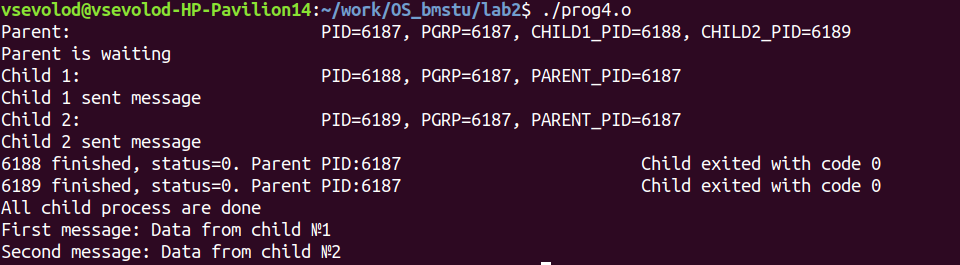 vsevolod@vsevolod-HP-Pavilion14:~/work/OS_bmstu/lab2$ ./prog4.o
Parent: PID=6187, PGRP=6187, CHILD1_PID=6188, CHILD2_PID=6189
Parent is waiting
Child 1: PID=6188, PGRP=6187, PARENT_PID=6187
Child 1 sent message
Child 2: PID=6189, PGRP=6187, PARENT_PID=6187
Child 2 sent message
6188 finished, status=0. Parent PID:6187 Child exited with code 0
6189 finished, status=0. Parent PID:6187 Child exited with code 0
All child process are done
First message: Data from child №1
Second message: Data from child №2